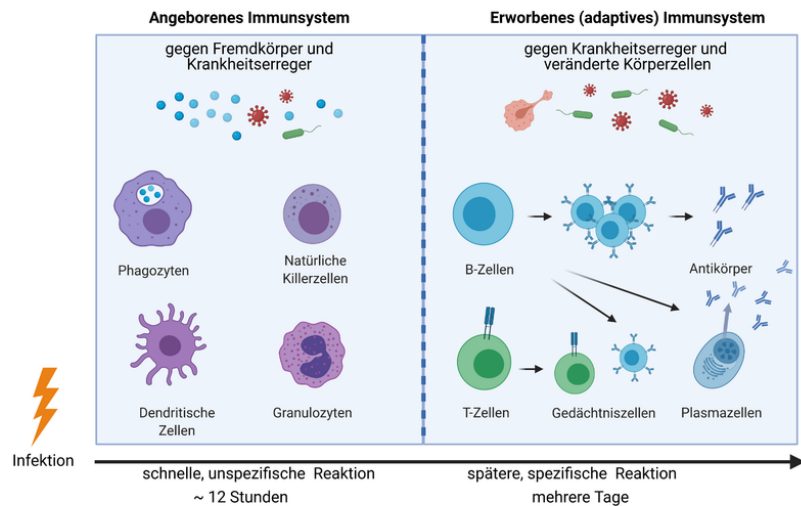 Angeborenes Immunsystem
Erworbenes (adaptives) Immunsystem
gegen Fremdkörper und
Krankheitserreger
gegen Krankheitserreger und
veränderte Körperzellen
Phagozyten
Natürliche
Killerzellen
B-Zellen
Antikörper
Dendritische
Zellen
Granulozyten
T-Zellen
Gedächtniszellen
Plasmazellen
Infektion
schnelle, unspezifische Reaktion
~ 12 Stunden
spätere, spezifische Reaktion
mehrere Tage